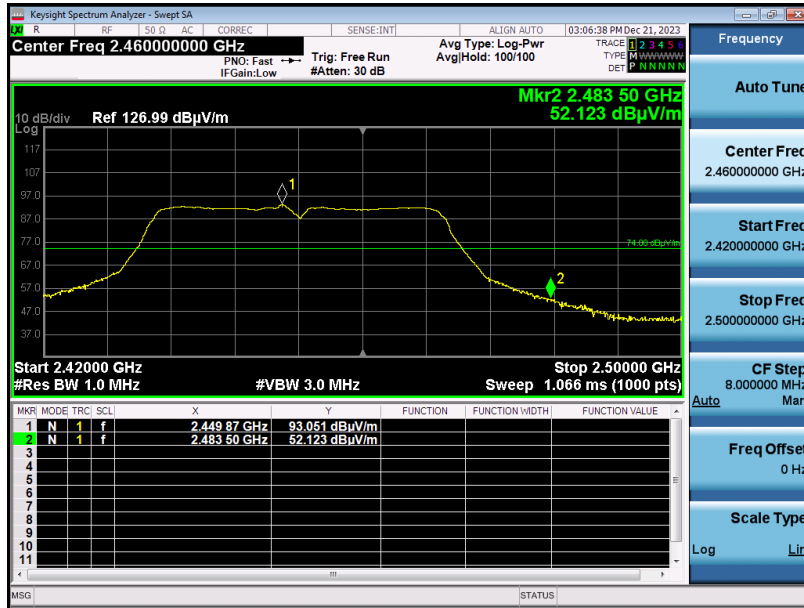 Keysight Spectrum Analyzer - Swept SA
LXI R RF 50 Ω AC CORREC SENSE:INT ALIGN AUTO 03:06:38 PM Dec 21, 2023
Center Freq 2.460000000 GHz
PNO: Fast
IFGain:Low
Trig: Free Run
#Atten: 30 dB
Avg Type: Log-Pwr
Avg|Hold: 100/100
TRACE 1 2 3 4 5 6
TYPE M W W W W W
DET P N N N N N
Mkr2 2.483 50 GHz
52.123 dBµV/m
10 dB/div
Log
Ref 126.99 dBµV/m
117
107
97.0
87.0
77.0
67.0
57.0
47.0
37.0
1
74.00 dBµV/m
2
Start 2.42000 GHz
Stop 2.50000 GHz
#Res BW 1.0 MHz
#VBW 3.0 MHz
Sweep 1.066 ms (1000 pts)
MKR MODE TRC SCL X Y FUNCTION FUNCTION WIDTH FUNCTION VALUE
1 N 1 f 2.449 87 GHz 93.051 dBµV/m
2 N 1 f 2.483 50 GHz 52.123 dBµV/m
3
4
5
6
7
8
9
10
11
MSG
STATUS
Frequency
Auto Tune
Center Freq
2.460000000 GHz
Start Freq
2.420000000 GHz
Stop Freq
2.500000000 GHz
CF Step
8.000000 MHz
Auto Man
Freq Offset
0 Hz
Scale Type
Log Lin